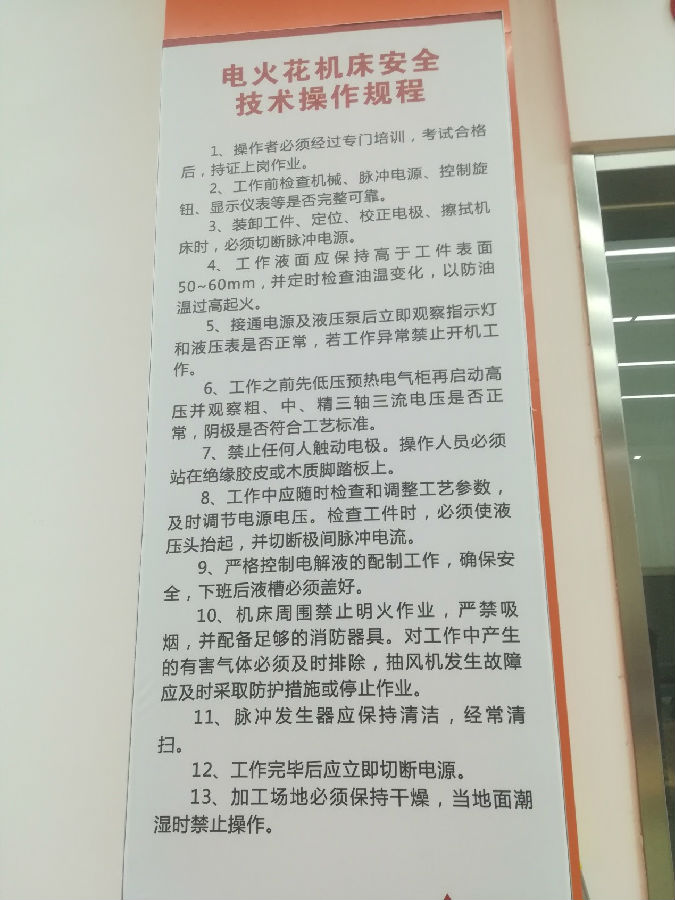 电火花机床安全
技术操作规程
1、操作者必须经过专门培训，考试合格
后，持证上岗作业。
2、工作前检查机械、脉冲电源、控制旋
钮、显示仪表等是否完整可靠。
3、装卸工件、定位、校正电极、擦拭机
床时，必须切断脉冲电源。
4、工作液面应保持高于工件表面
50~60mm，并定时检查油温变化，以防油
温过高起火。
5、接通电源及液压泵后立即观察指示灯
和液压表是否正常，若工作异常禁止开机工
作。
6、工作之前先低压预热电气柜再启动高
压并观察粗、中、精三轴三流电压是否正
常，阴极是否符合工艺标准。
7、禁止任何人触动电极。操作人员必须
站在绝缘胶皮或木质脚踏板上。
8、工作中应随时检查和调整工艺参数，
及时调节电源电压。检查工件时，必须使液
压头抬起，并切断极间脉冲电流。
9、严格控制电解液的配制工作，确保安
全，下班后液槽必须盖好。
10、机床周围禁止明火作业，严禁吸
烟，并配备足够的消防器具。对工作中产生
的有害气体必须及时排除，抽风机发生故障
应及时采取防护措施或停止作业。
11、脉冲发生器应保持清洁，经常清
扫。
12、工作完毕后应立即切断电源。
13、加工场地必须保持干燥，当地面潮
湿时禁止操作。